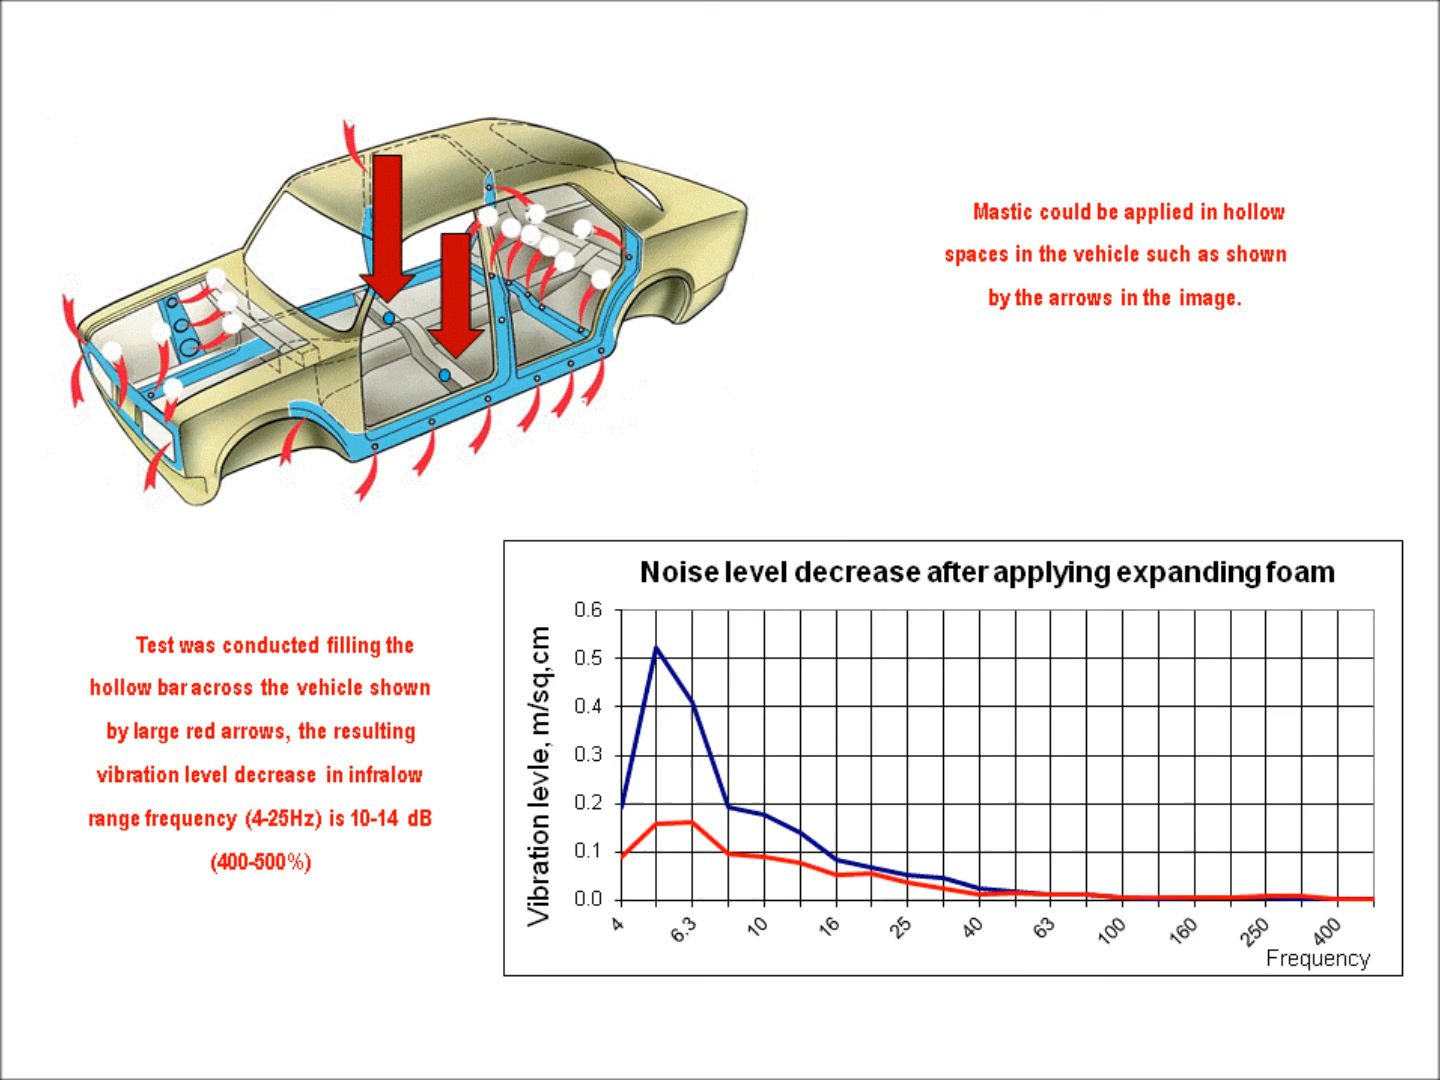 Mastic could be applied in hollow
spaces in the vehicle such as shown
by the arrows in the image.
Test was conducted filling the
hollow bar across the vehicle shown
by large red arrows, the resulting
vibration level decrease in infralow
range frequency (4-25Hz) is 10-14 dB
(400-500%)
Noise level decrease after applying expanding foam
Vibration levle, m/sq,cm
0.6
0.5
0.4
0.3
0.2
0.1
0.0
4 6.3 10 16 25 40 63 100 160 250 400
Frequency